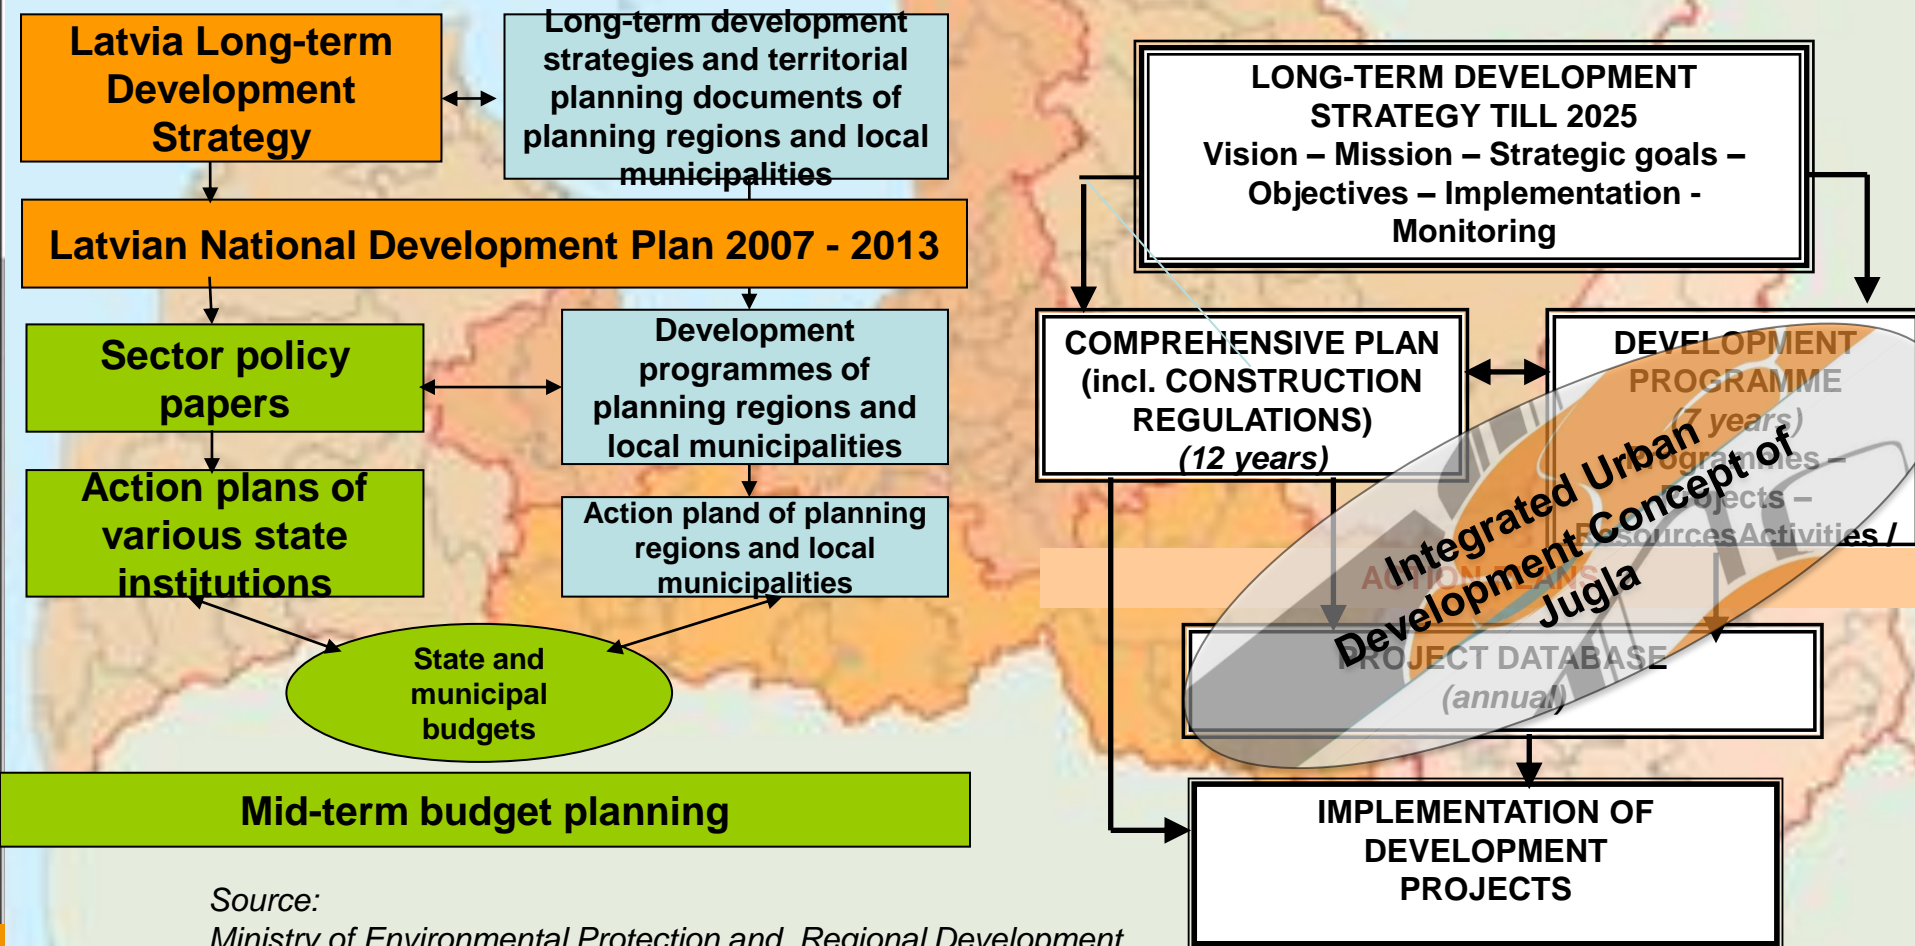 Latvia Long-term
Development
Strategy
Long-term development
strategies and territorial
planning documents of
planning regions and local
municipalities
Latvian National Development Plan 2007 - 2013
Sector policy
papers
Development
programmes of
planning regions and
local municipalities
Action plans of
various state
institutions
Action pland of planning
regions and local
municipalities
State and
municipal
budgets
Mid-term budget planning
Source:
Ministry of Environmental Protection and Regional Development
LONG-TERM DEVELOPMENT
STRATEGY TILL 2025
Vision – Mission – Strategic goals –
Objectives – Implementation -
Monitoring
COMPREHENSIVE PLAN
(incl. CONSTRUCTION
REGULATIONS)
(12 years)
DEVELOPMENT
PROGRAMME
(7 years)
Programmes –
Projects –
ResourcesActivities /
ACTION PLANS
Integrated Urban
Development Concept of
Jugla
PROJECT DATABASE
(annual)
IMPLEMENTATION OF
DEVELOPMENT
PROJECTS